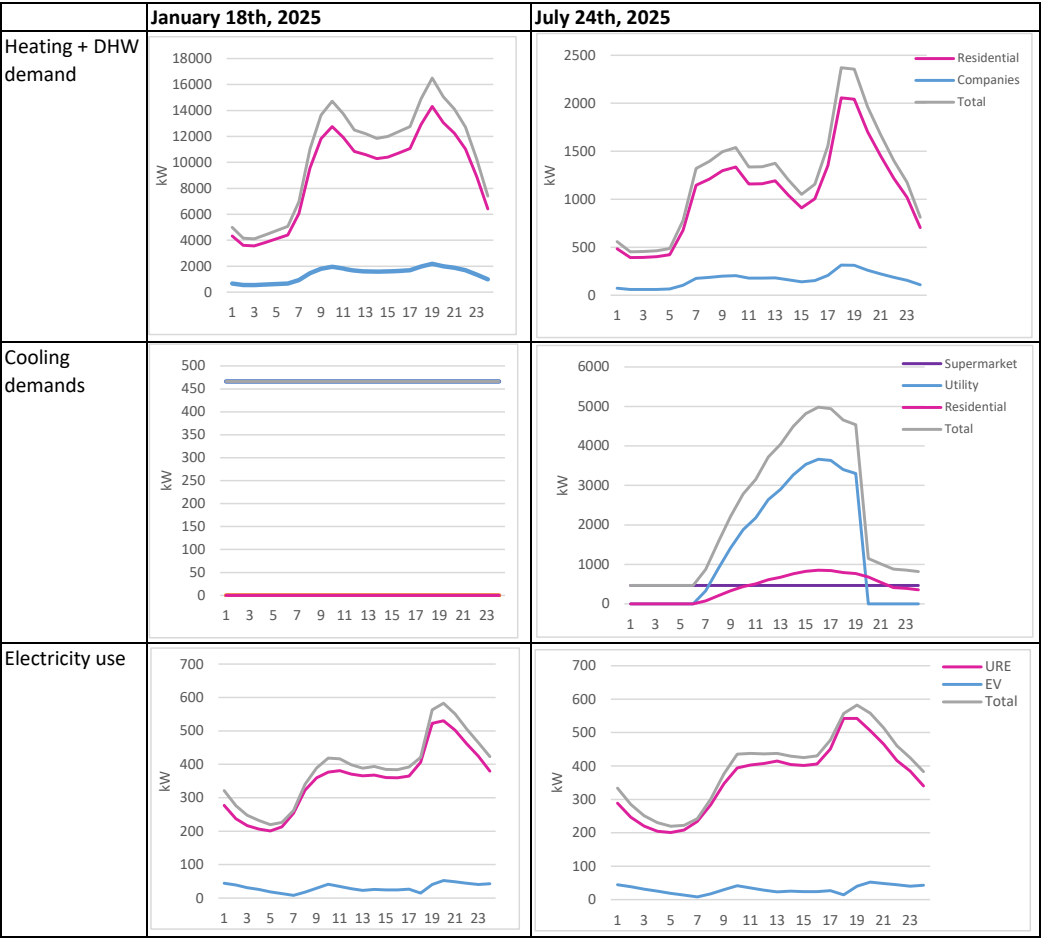 January 18th, 2025
July 24th, 2025
Heating + DHW
demand
18000
16000
14000
12000
10000
8000
6000
4000
2000
0
kW
1 3 5 7 9 11 13 15 17 19 21 23
2500
2000
1500
1000
500
0
kW
1 3 5 7 9 11 13 15 17 19 21 23
Residential
Companies
Total
Cooling
demands
500
450
400
350
300
250
200
150
100
50
0
kW
1 3 5 7 9 11 13 15 17 19 21 23
6000
5000
4000
3000
2000
1000
0
kW
1 3 5 7 9 11 13 15 17 19 21 23
Supermarket
Utility
Residential
Total
Electricity use
700
600
500
400
300
200
100
0
kW
1 3 5 7 9 11 13 15 17 19 21 23
700
600
500
400
300
200
100
0
kW
1 3 5 7 9 11 13 15 17 19 21 23
URE
EV
Total